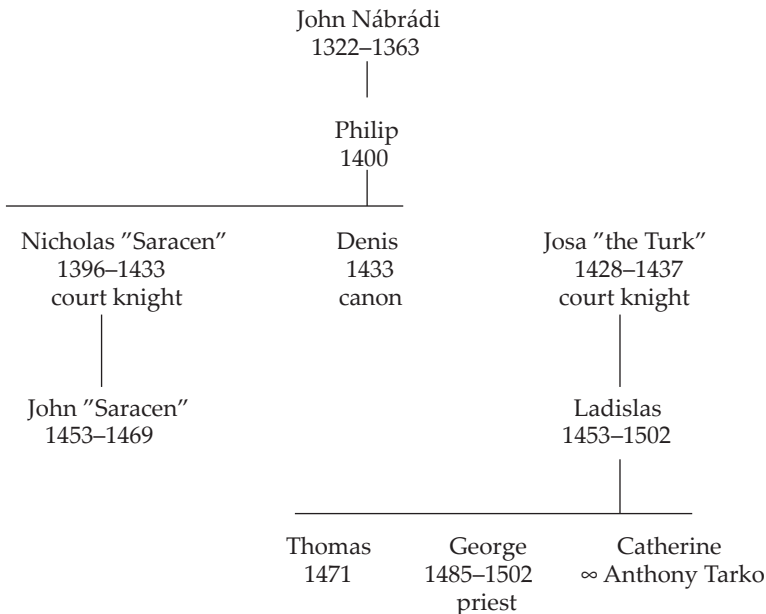 John Nábrádi
1322–1363
Philip
1400
Nicholas ”Saracen”
1396–1433
court knight
Denis
1433
canon
Josa ”the Turk”
1428–1437
court knight
John ”Saracen”
1453–1469
Ladislas
1453–1502
Thomas
1471
George
1485–1502
priest
Catherine
∞ Anthony Tarko